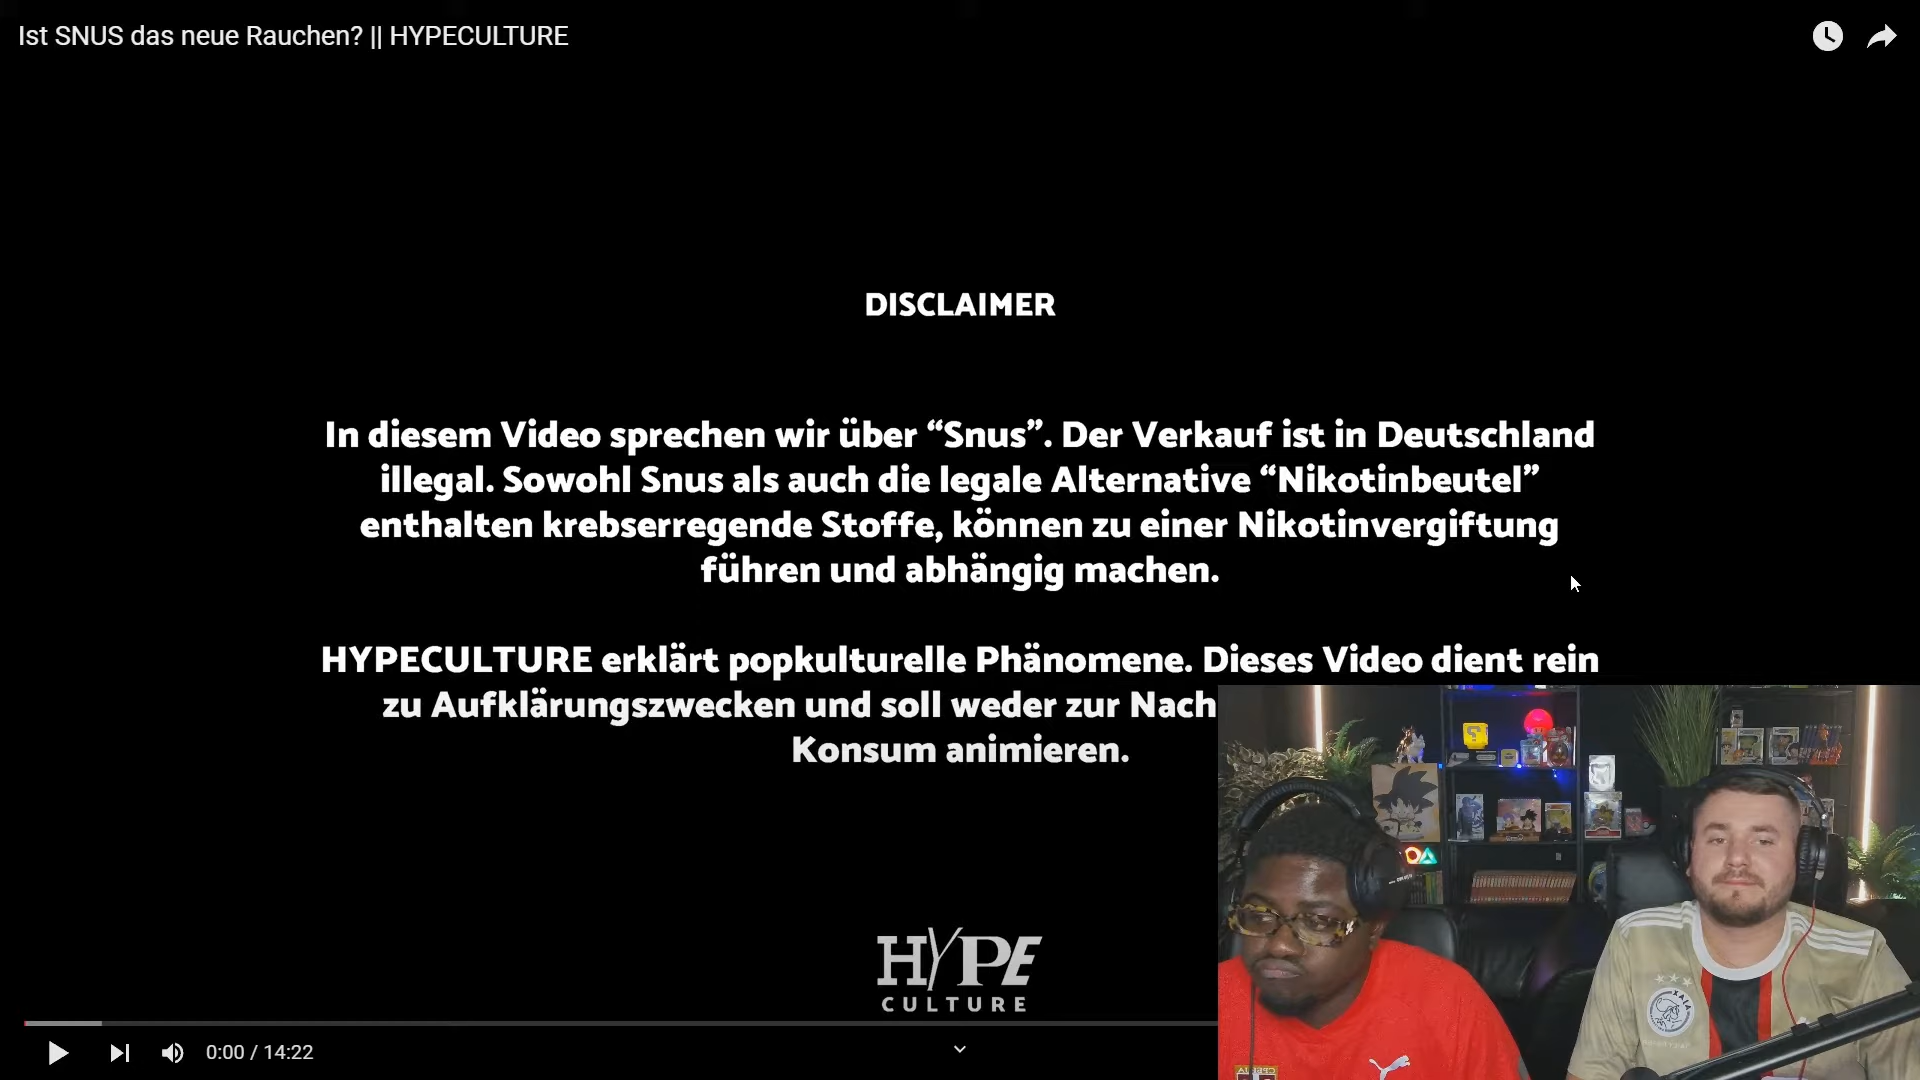 Ist SNUS das neue Rauchen? || HYPECULTURE
DISCLAIMER
In diesem Video sprechen wir über “Snus”. Der Verkauf ist in Deutschland
illegal. Sowohl Snus als auch die legale Alternative “Nikotinbeutel”
enthalten krebserregende Stoffe, können zu einer Nikotinvergiftung
führen und abhängig machen.
HYPECULTURE erklärt popkulturelle Phänomene. Dieses Video dient rein
zu Aufklärungszwecken und soll weder zur Nach
Konsum animieren.
HYPE
CULTURE
0:00 / 14:22